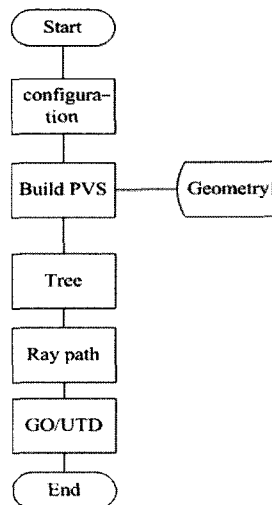 Start
configura-
tion
Build PVS
Geometry
Tree
Ray path
GO/UTD
End